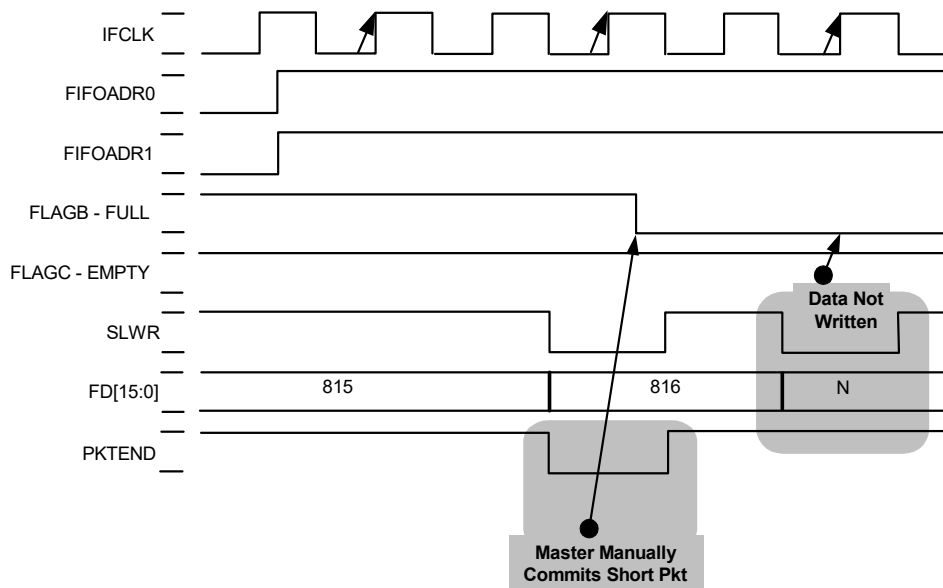 IFCLK
FIFOADR0
FIFOADR1
FLAGB - FULL
FLAGC - EMPTY
Data Not
Written
SLWR
FD[15:0]
815
816
N
PKTEND
Master Manually
Commits Short Pkt